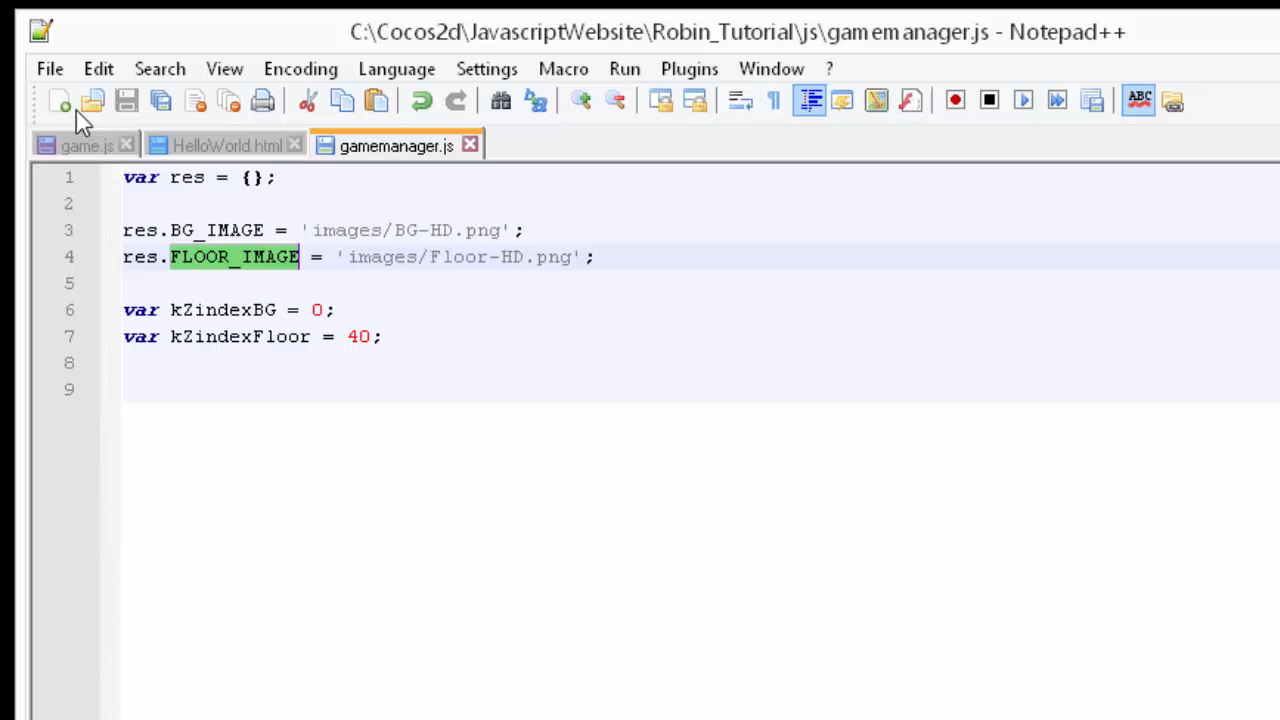 C:\Cocos2d\JavascriptWebsite\Robin_Tutorial\js\gamemanager.js - Notepad++
File Edit Search View Encoding Language Settings Macro Run Plugins Window ?
ABC
game.js HelloWorld.html gamemanager.js
1 var res = {};
2
3 res.BG_IMAGE = 'images/BG-HD.png';
4 res.FLOOR_IMAGE = 'images/Floor-HD.png';
5
6 var kZindexBG = 0;
7 var kZindexFloor = 40;
8
9